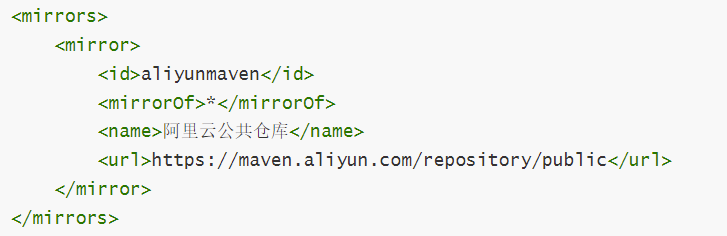 <mirrors>
    <mirror>
        <id>aliyunmaven</id>
        <mirrorOf>*</mirrorOf>
        <name>阿里云公共仓库</name>
        <url>https://maven.aliyun.com/repository/public</url>
    </mirror>
</mirrors>